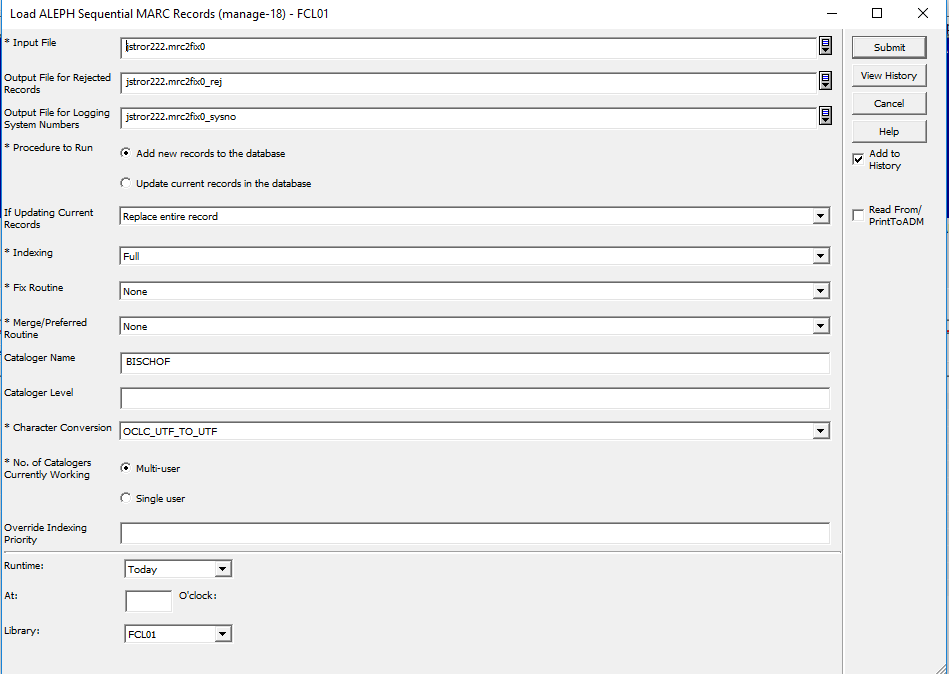 Load ALEPH Sequential MARC Records (manage-18) - FCL01
* Input File
jstror222.mrc2fix0
Submit
Output File for Rejected
Records
jstror222.mrc2fix0_rej
View History
Output File for Logging
System Numbers
jstror222.mrc2fix0_sysno
Cancel
Help
* Procedure to Run
Add new records to the database
Add to
History
Update current records in the database
If Updating Current
Records
Replace entire record
Read From/
PrintToADM
* Indexing
Full
* Fix Routine
None
* Merge/Preferred
Routine
None
Cataloger Name
BISCHOF
Cataloger Level
* Character Conversion
OCLC_UTF_TO_UTF
* No. of Catalogers
Currently Working
Multi-user
Single user
Override Indexing
Priority
Runtime:
Today
At:
O'clock:
Library:
FCL01